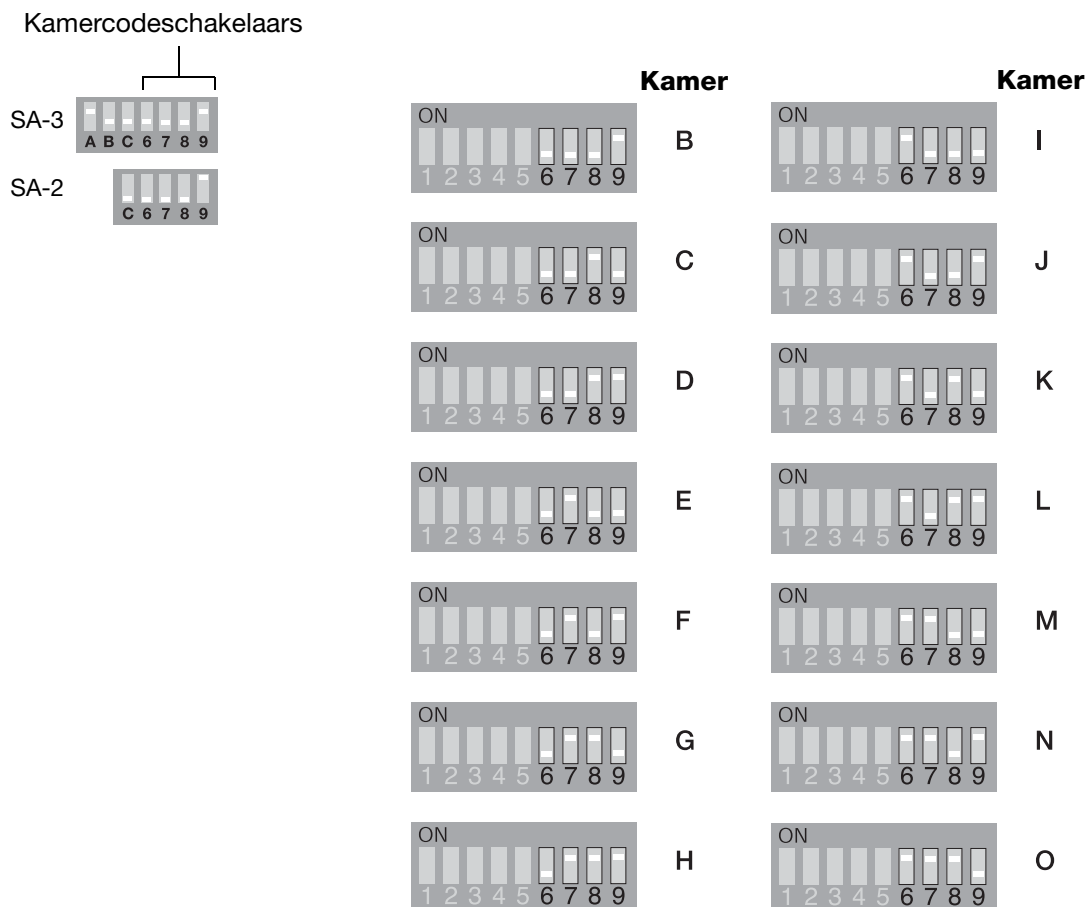 Kamercodeschakelaars
SA-3
A B C 6 7 8 9
SA-2
C 6 7 8 9
Kamer Kamer
ON ON
B I
1 2 3 4 5 6 7 8 9 1 2 3 4 5 6 7 8 9
ON ON
C J
1 2 3 4 5 6 7 8 9 1 2 3 4 5 6 7 8 9
ON ON
D K
1 2 3 4 5 6 7 8 9 1 2 3 4 5 6 7 8 9
ON ON
E L
1 2 3 4 5 6 7 8 9 1 2 3 4 5 6 7 8 9
ON ON
F M
1 2 3 4 5 6 7 8 9 1 2 3 4 5 6 7 8 9
ON ON
G N
1 2 3 4 5 6 7 8 9 1 2 3 4 5 6 7 8 9
ON ON
H O
1 2 3 4 5 6 7 8 9 1 2 3 4 5 6 7 8 9